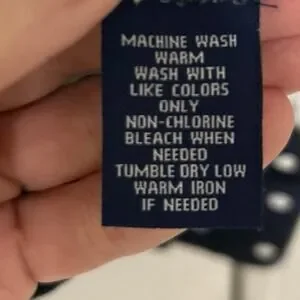 MACHINE WASH
WARM
WASH WITH
LIKE COLORS
ONLY
NON-CHLORINE
BLEACH WHEN
NEEDED
TUMBLE DRY LOW
WARM IRON
IF NEEDED